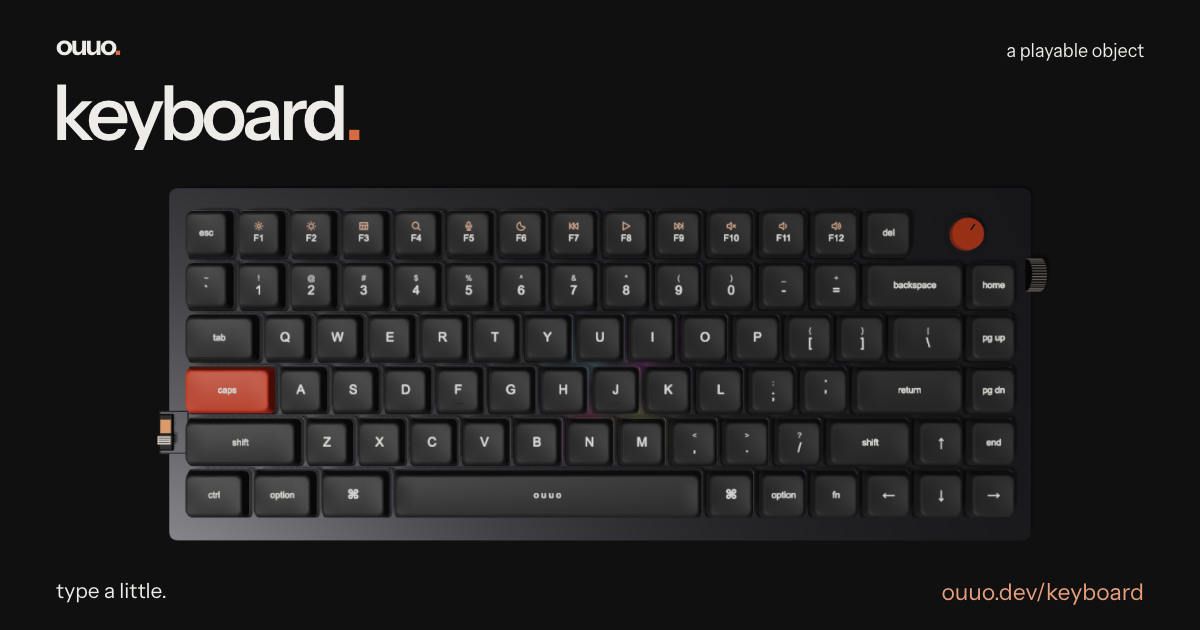 ouuo.
a playable object
keyboard.
esc F1 F2 F3 F4 F5 F6 F7 F8 F9 F10 F11 F12 del
~ ` ! 1 @ 2 # 3 $ 4 % 5 ^ 6 & 7 * 8 ( 9 ) 0 _ - + = backspace home
tab Q W E R T Y U I O P { [ } ] | \ pg up
caps A S D F G H J K L : ; " ' return pg dn
shift Z X C V B N M < , > . ? / shift ↑ end
ctrl option ⌘ ouuo ⌘ option fn ← ↓ →
type a little.
ouuo.dev/keyboard